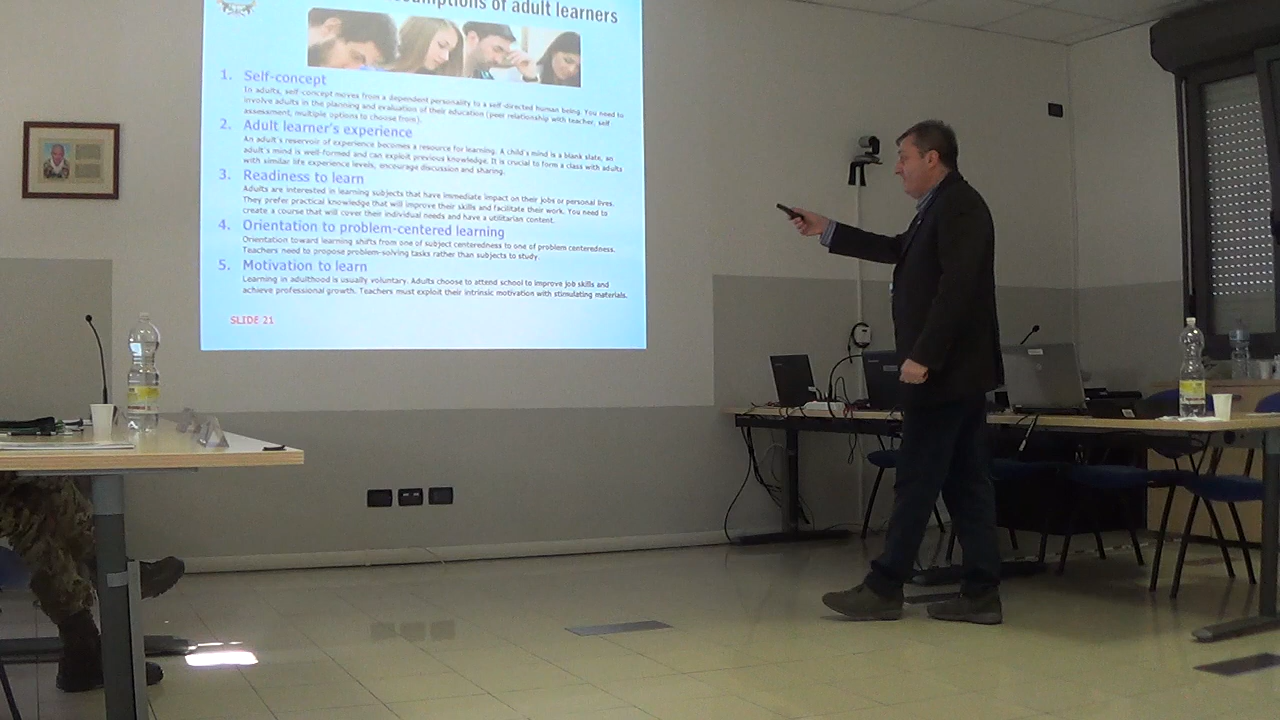 assumptions of adult learners
1. Self-concept
In adults, self-concept moves from a dependent personality to a self-directed human being. You need to
involve adults in the planning and evaluation of their education (peer relationship with teacher, self-
assessment, multiple options to choose from).
2. Adult learner's experience
An adult's reservoir of experience becomes a resource for learning. A child's mind is a blank slate, an
adult's mind is well-formed and can exploit previous knowledge. It is crucial to form a class with adults
with similar life experience levels, encourage discussion and sharing.
3. Readiness to learn
Adults are interested in learning subjects that have immediate impact on their jobs or personal lives.
They prefer practical knowledge that will improve their skills and facilitate their work. You need to
create a course that will cover their individual needs and have a utilitarian content.
4. Orientation to problem-centered learning
Orientation toward learning shifts from one of subject centeredness to one of problem centeredness.
Teachers need to propose problem-solving tasks rather than subjects to study.
5. Motivation to learn
Learning in adulthood is usually voluntary. Adults choose to attend school to improve job skills and
achieve professional growth. Teachers must exploit their intrinsic motivation with stimulating materials.
SLIDE 21